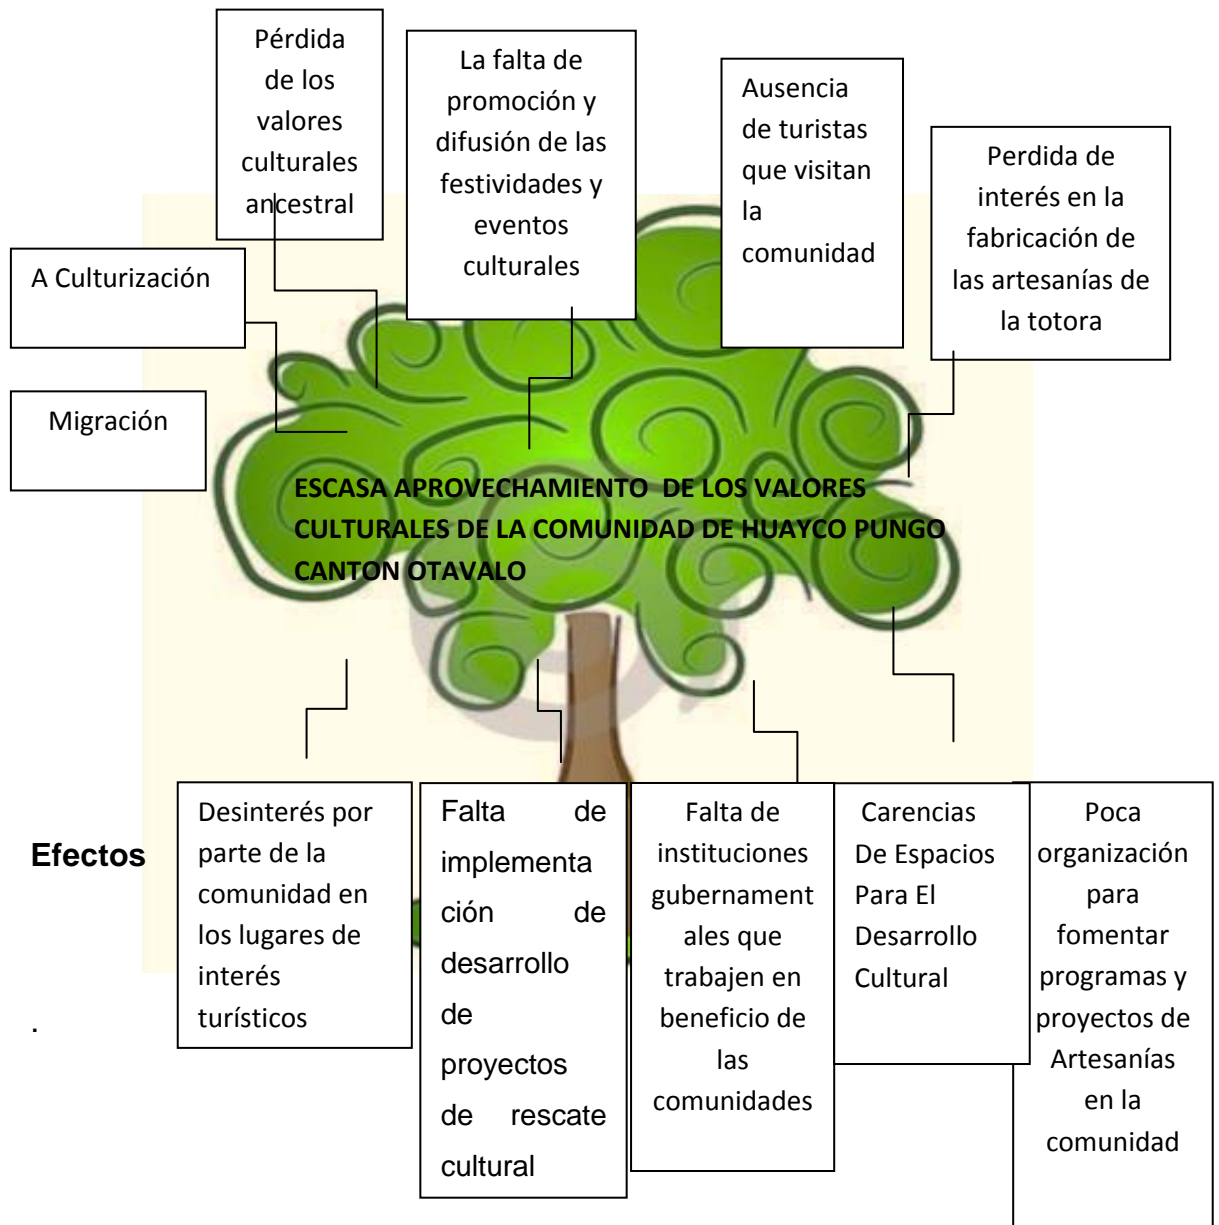 Pérdida
de los
valores
culturales
ancestral
La falta de
promoción y
difusión de las
festividades y
eventos
culturales
Ausencia
de turistas
que visitan
la
comunidad
Perdida de
interés en la
fabricación de
las artesanías de
la totora
A Culturización
Migración
ESCASA APROVECHAMIENTO DE LOS VALORES
CULTURALES DE LA COMUNIDAD DE HUAYCO PUNGO
CANTON OTAVALO
Efectos
.
Desinterés por
parte de la
comunidad en
los lugares de
interés
turísticos
Falta de
implementa
ción de
desarrollo
de
proyectos
de rescate
cultural
Falta de
instituciones
gubernament
ales que
trabajen en
beneficio de
las
comunidades
Carencias
De Espacios
Para El
Desarrollo
Cultural
Poca
organización
para
fomentar
programas y
proyectos de
Artesanías
en la
comunidad